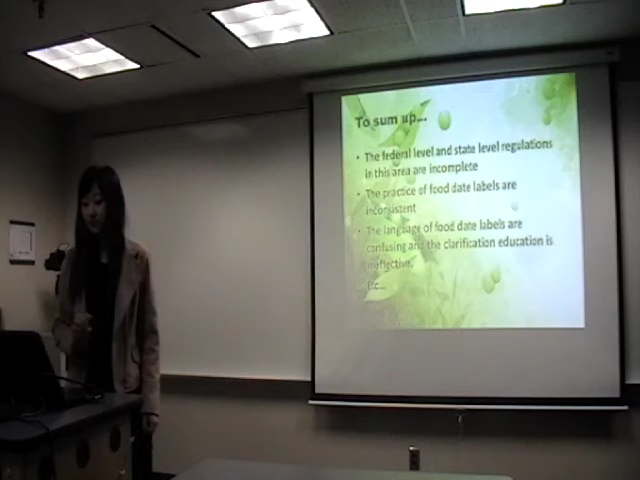 To sum up...
• The federal level and state level regulations
in this area are incomplete
• The practice of food date labels are
inconsistent
• The language of food date labels are
confusing and the clarification education is
ineffective.
Etc...